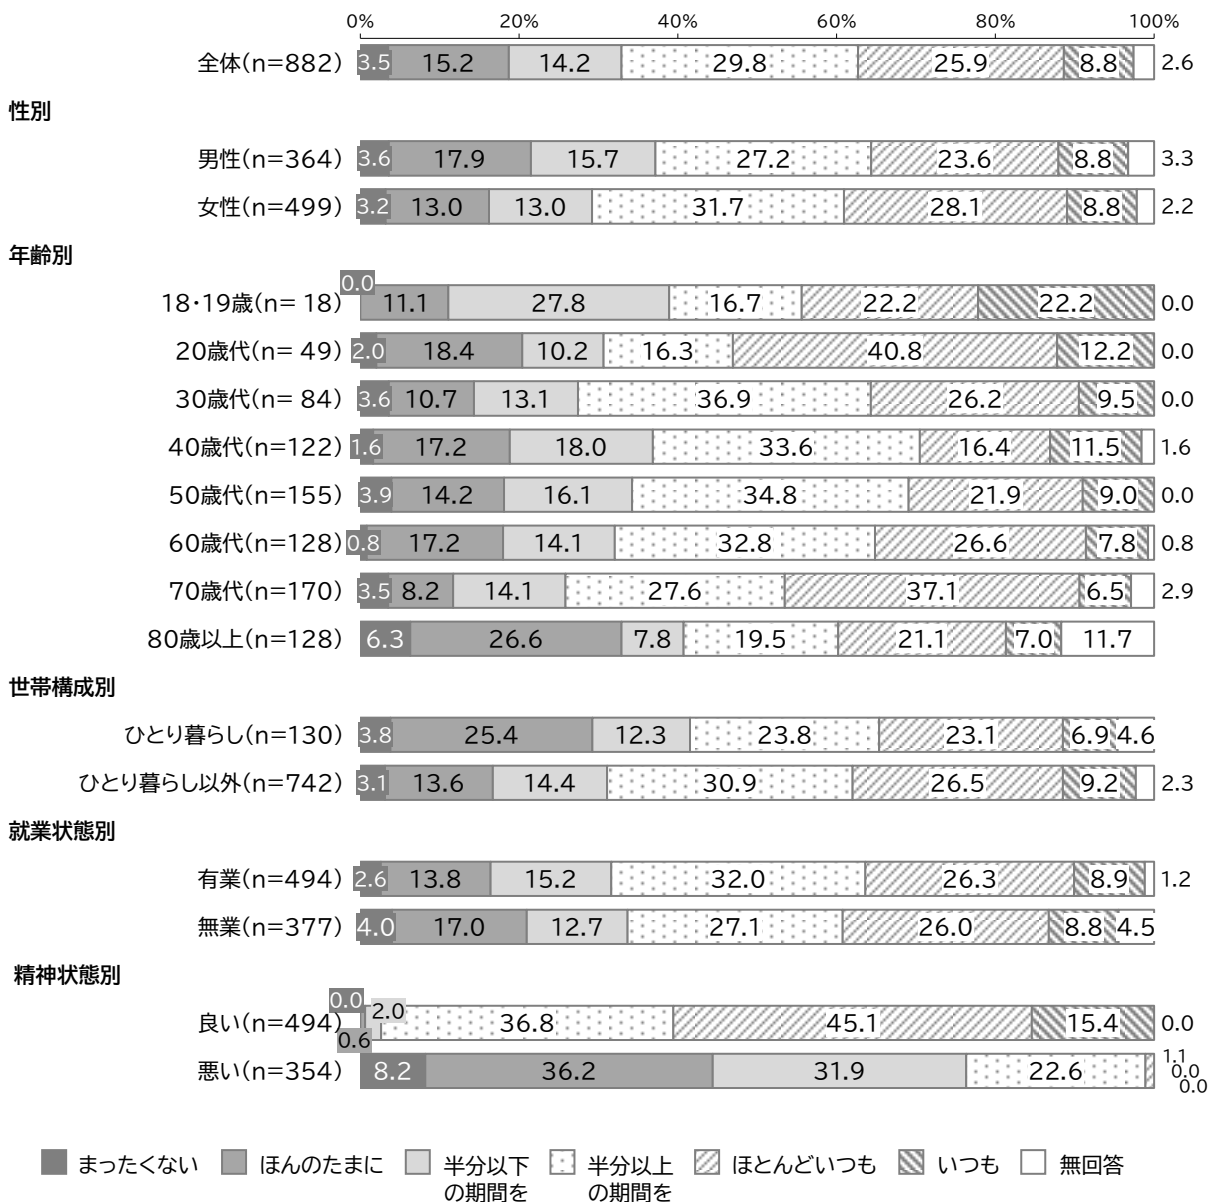 0% 20% 40% 60% 80% 100%
全体(n=882) 3.5 15.2 14.2 29.8 25.9 8.8 2.6
性別
男性(n=364) 3.6 17.9 15.7 27.2 23.6 8.8 3.3
女性(n=499) 3.2 13.0 13.0 31.7 28.1 8.8 2.2
年齢別
18・19歳(n= 18) 0.0 11.1 27.8 16.7 22.2 22.2 0.0
20歳代(n= 49) 2.0 18.4 10.2 16.3 40.8 12.2 0.0
30歳代(n= 84) 3.6 10.7 13.1 36.9 26.2 9.5 0.0
40歳代(n=122) 1.6 17.2 18.0 33.6 16.4 11.5 1.6
50歳代(n=155) 3.9 14.2 16.1 34.8 21.9 9.0 0.0
60歳代(n=128) 0.8 17.2 14.1 32.8 26.6 7.8 0.8
70歳代(n=170) 3.5 8.2 14.1 27.6 37.1 6.5 2.9
80歳以上(n=128) 6.3 26.6 7.8 19.5 21.1 7.0 11.7
世帯構成別
ひとり暮らし(n=130) 3.8 25.4 12.3 23.8 23.1 6.9 4.6
ひとり暮らし以外(n=742) 3.1 13.6 14.4 30.9 26.5 9.2 2.3
就業状態別
有業(n=494) 2.6 13.8 15.2 32.0 26.3 8.9 1.2
無業(n=377) 4.0 17.0 12.7 27.1 26.0 8.8 4.5
精神状態別
良い(n=494) 0.0 0.6 2.0 36.8 45.1 15.4 0.0
悪い(n=354) 8.2 36.2 31.9 22.6 1.1 0.0 0.0
まったくない ほんのたまに 半分以下の期間を 半分以上の期間を ほとんどいつも いつも 無回答